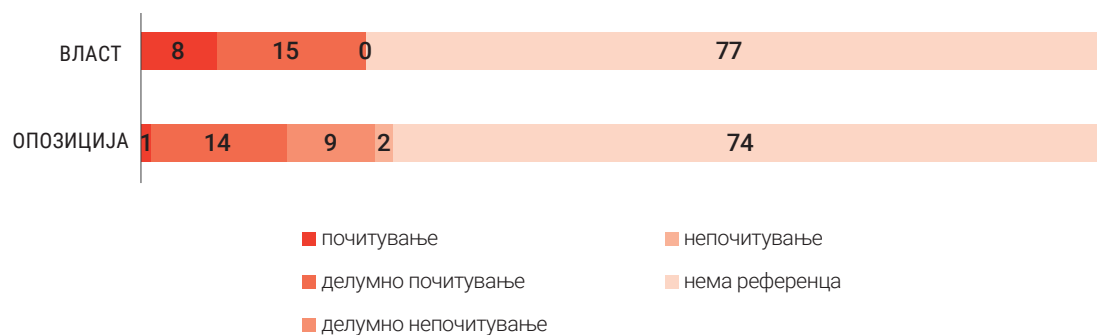 ВЛАСТ 8 15 0 77
ОПОЗИЦИЈА 1 14 9 2 74
почитување
делумно почитување
делумно непочитување
непочитување
нема референца